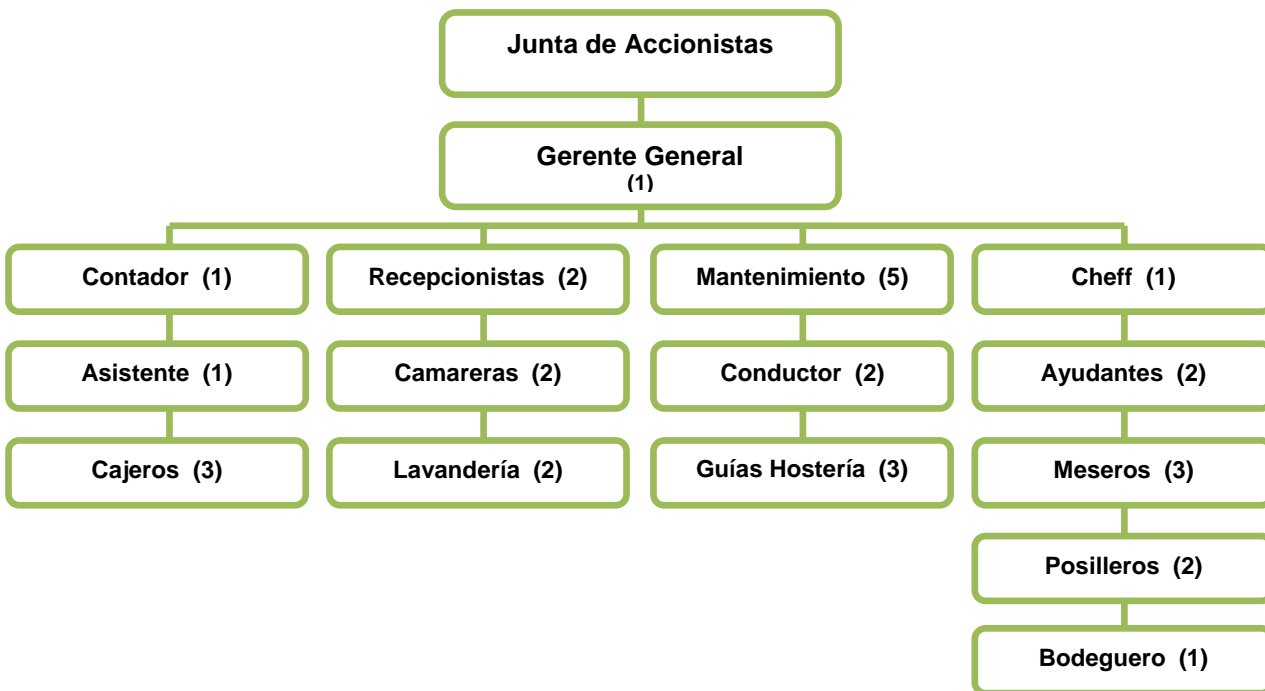 Junta de Accionistas
Gerente General
(1)
Contador (1)
Recepcionistas (2)
Mantenimiento (5)
Cheff (1)
Asistente (1)
Camareras (2)
Conductor (2)
Ayudantes (2)
Cajeros (3)
Lavandería (2)
Guías Hostería (3)
Meseros (3)
Posilleros (2)
Bodeguero (1)